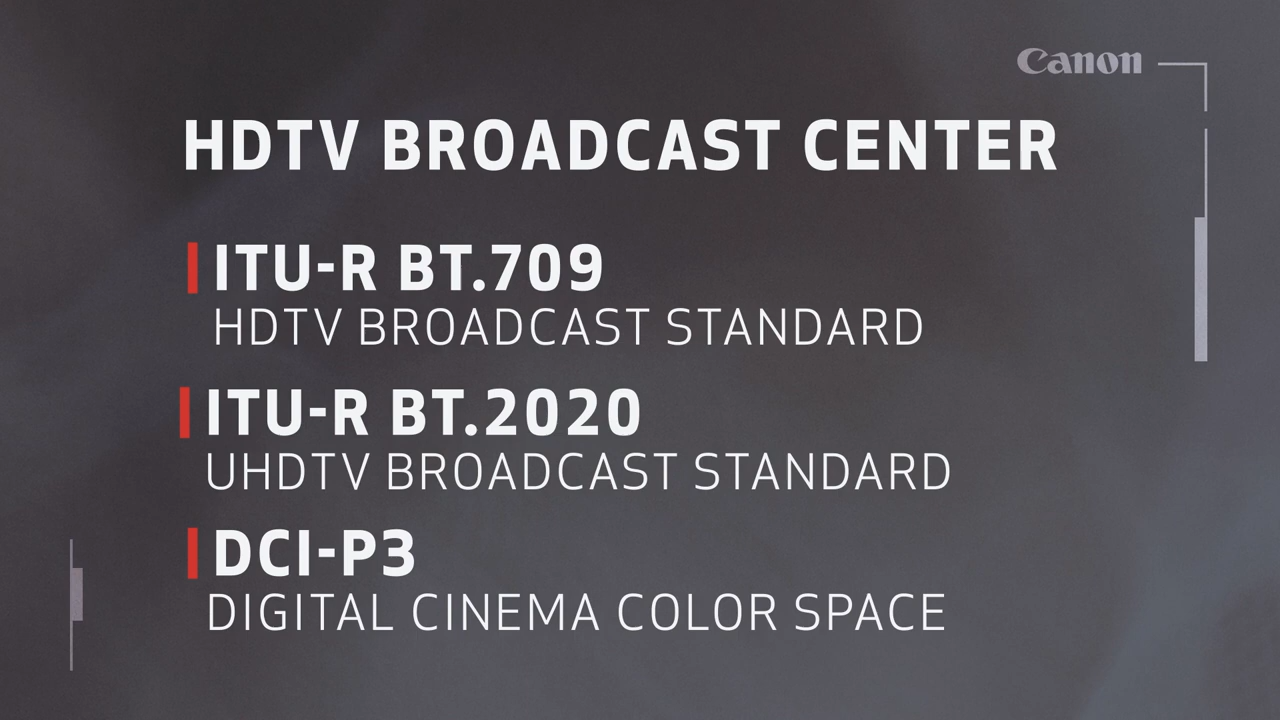 Canon
HDTV BROADCAST CENTER
ITU-R BT.709
HDTV BROADCAST STANDARD
ITU-R BT.2020
UHDTV BROADCAST STANDARD
DCI-P3
DIGITAL CINEMA COLOR SPACE